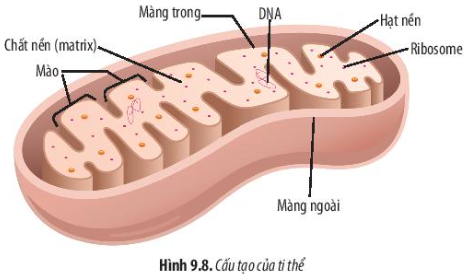 Màng trong
DNA
Hạt nền
Chất nền (matrix)
Ribosome
Mào
Màng ngoài
Hình 9.8. Cấu tạo của ti thể